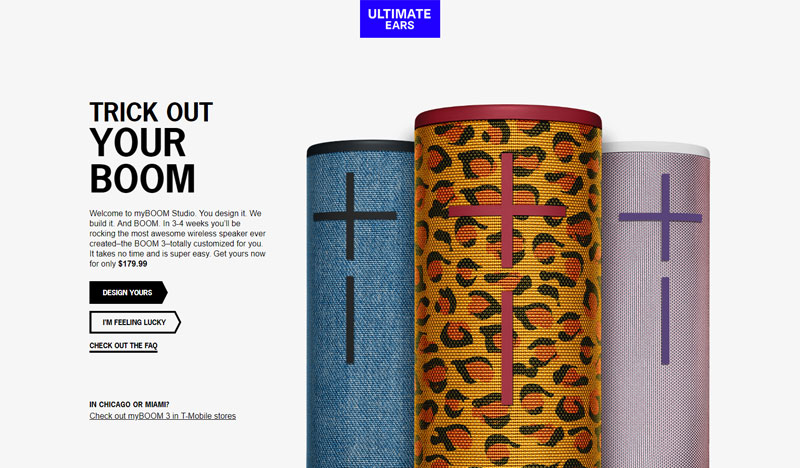 ULTIMATE
EARS
TRICK OUT
YOUR
BOOM
Welcome to myBOOM Studio. You design it. We
build it. And BOOM. In 3-4 weeks you'll be
rocking the most awesome wireless speaker ever
created–the BOOM 3–totally customized for you.
It takes no time and is super easy. Get yours now
for only $179.99
DESIGN YOURS
I'M FEELING LUCKY
CHECK OUT THE FAQ
IN CHICAGO OR MIAMI?
Check out myBOOM 3 in T-Mobile stores